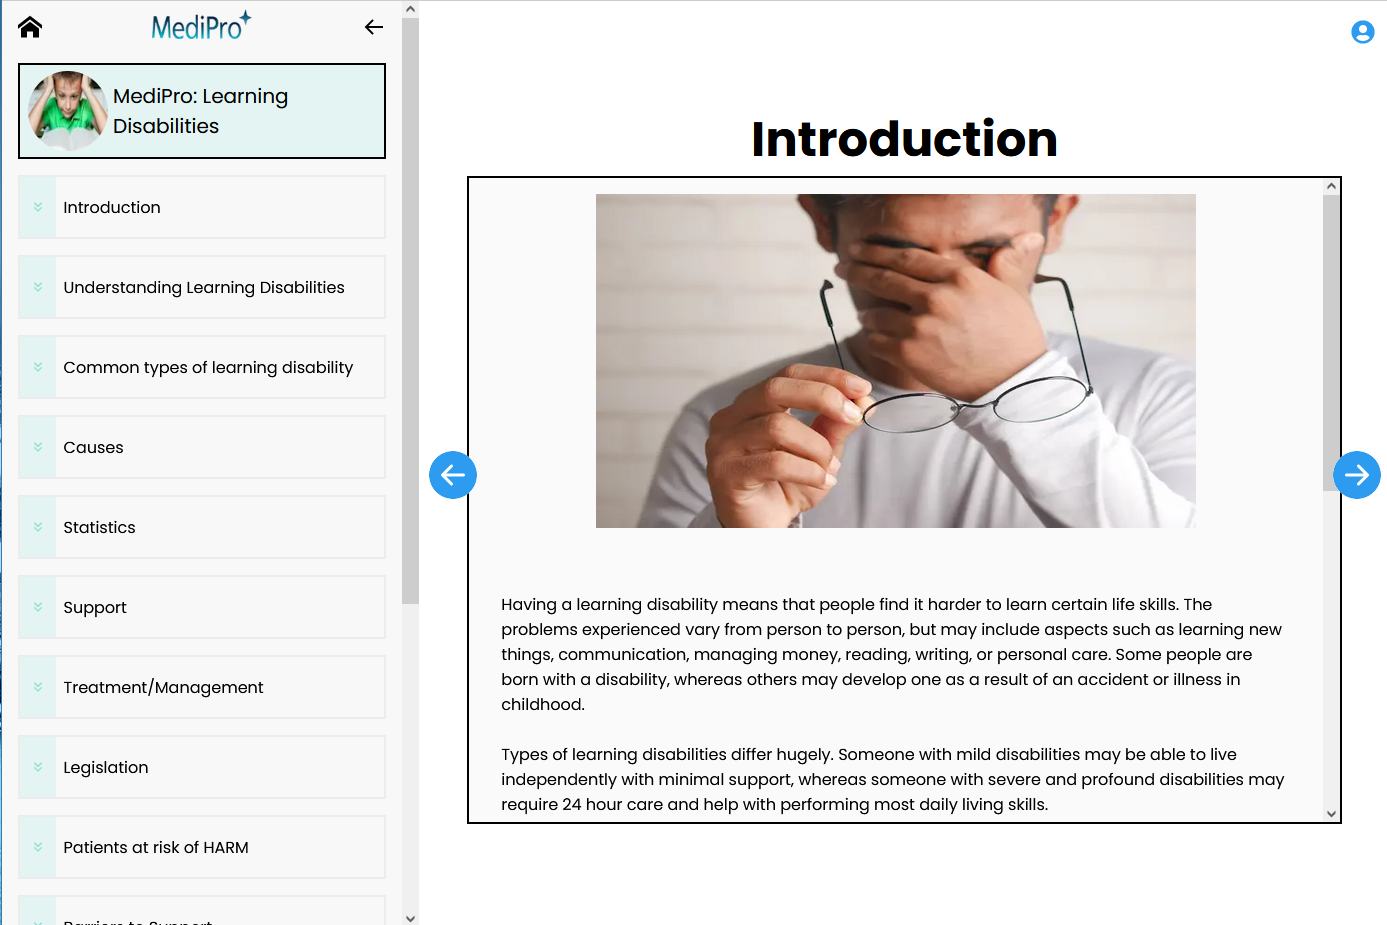 MediPro
MediPro: Learning
Disabilities
Introduction
Understanding Learning Disabilities
Common types of learning disability
Causes
Statistics
Support
Treatment/Management
Legislation
Patients at risk of HARM
Barriers to Support
Introduction
Having a learning disability means that people find it harder to learn certain life skills. The
problems experienced vary from person to person, but may include aspects such as learning new
things, communication, managing money, reading, writing, or personal care. Some people are
born with a disability, whereas others may develop one as a result of an accident or illness in
childhood.
Types of learning disabilities differ hugely. Someone with mild disabilities may be able to live
independently with minimal support, whereas someone with severe and profound disabilities may
require 24 hour care and help with performing most daily living skills.